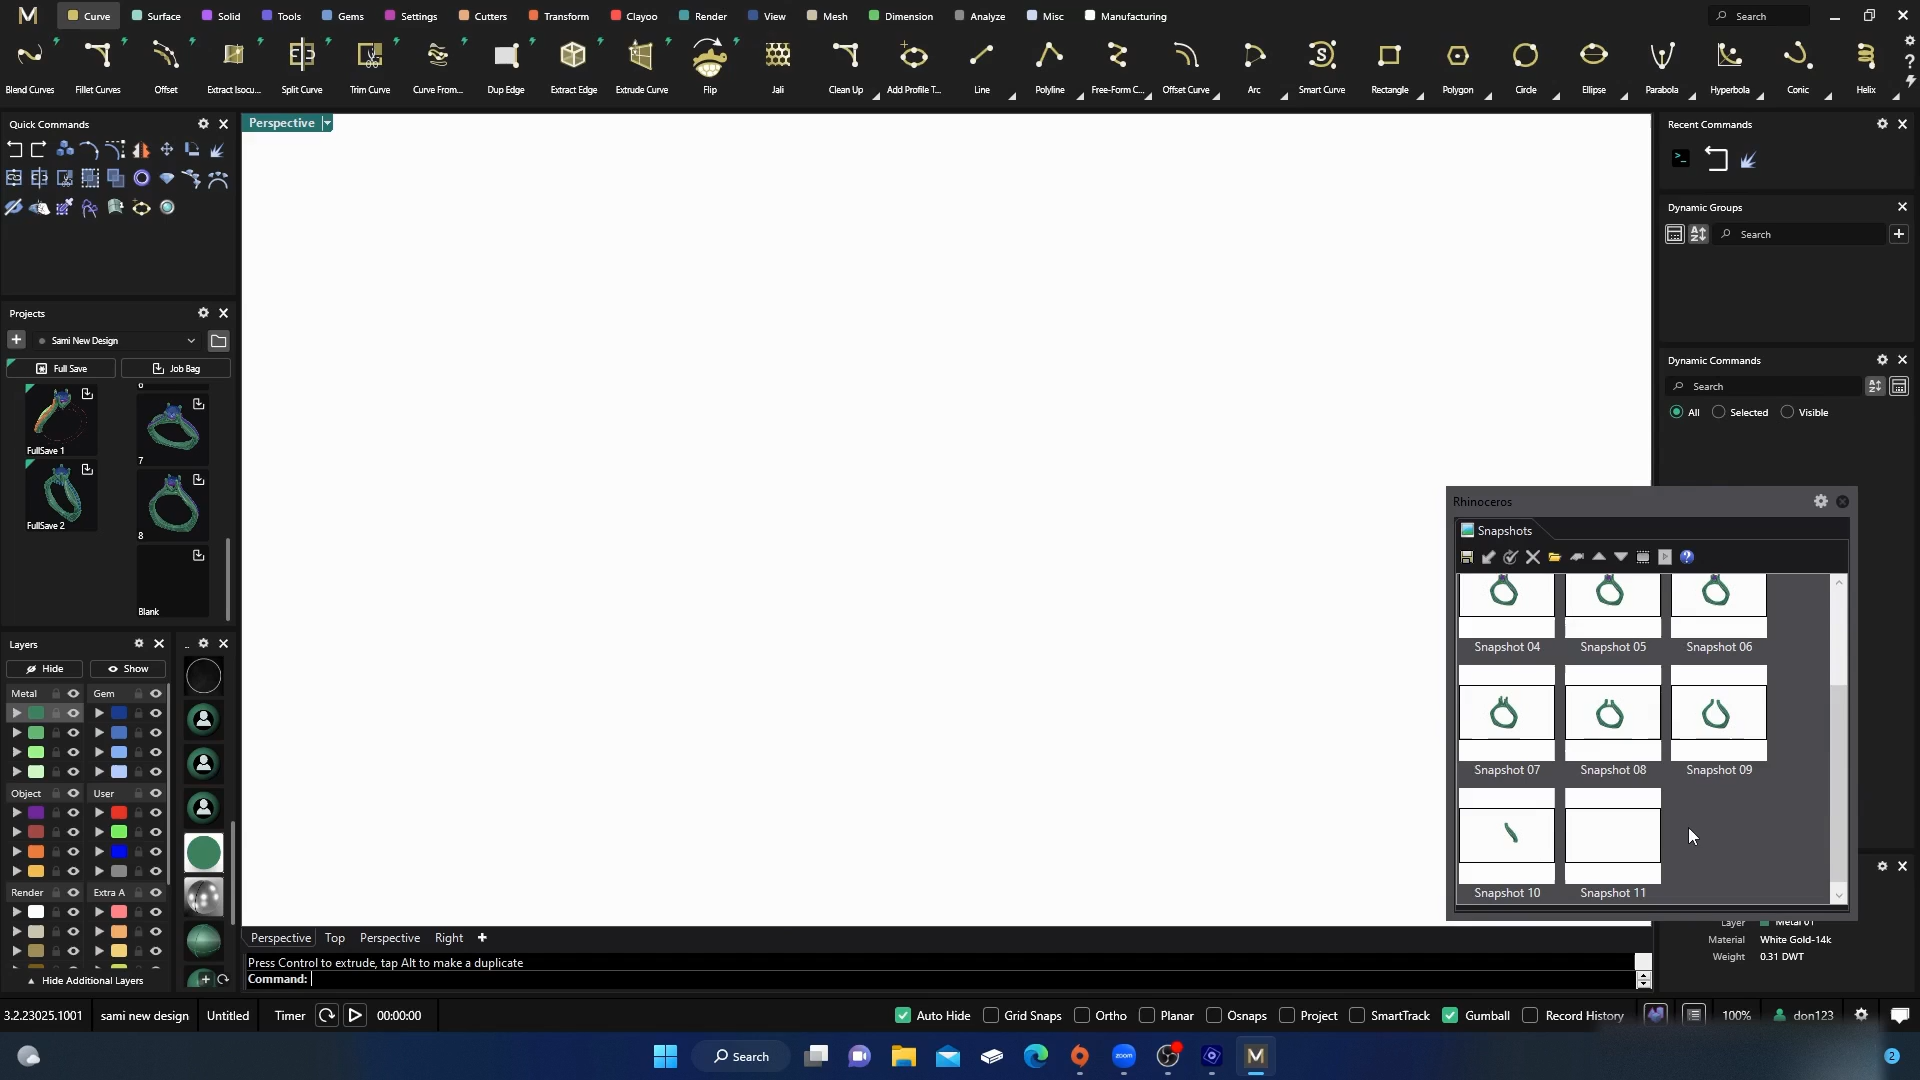 Curve Surface Solid Tools Gems Settings Cutters Transform Clayoo Render View Mesh Dimension Analyze Misc Manufacturing Search
Blend Curves Fillet Curves Offset Extract Isocu... Split Curve Trim Curve Curve From... Dup Edge Extract Edge Extrude Curve Flip Jali Clean Up Add Profile T... Line Polyline Free-Form C... Offset Curve Arc Smart Curve Rectangle Polygon Circle Ellipse Parabola Hyperbola Conic Helix
Quick Commands
Perspective
Recent Commands
Dynamic Groups
Search
Projects
Sami New Design
Full Save Job Bag
FullSave 1
6
7
FullSave 2
8
Blank
Dynamic Commands
Search
All Selected Visible
Rhinoceros
Snapshots
Snapshot 04 Snapshot 05 Snapshot 06
Snapshot 07 Snapshot 08 Snapshot 09
Snapshot 10 Snapshot 11
Layers
Hide Show
Metal Gem
Object User
Render Extra A
Hide Additional Layers
Layer Metal 01
Material White Gold-14k
Weight 0.31 DWT
Perspective Top Perspective Right
Press Control to extrude, tap Alt to make a duplicate
Command:
3.2.23025.1001 sami new design Untitled Timer 00:00:00 Auto Hide Grid Snaps Ortho Planar Osnaps Project SmartTrack Gumball Record History 100% don123
Search
zoom
2